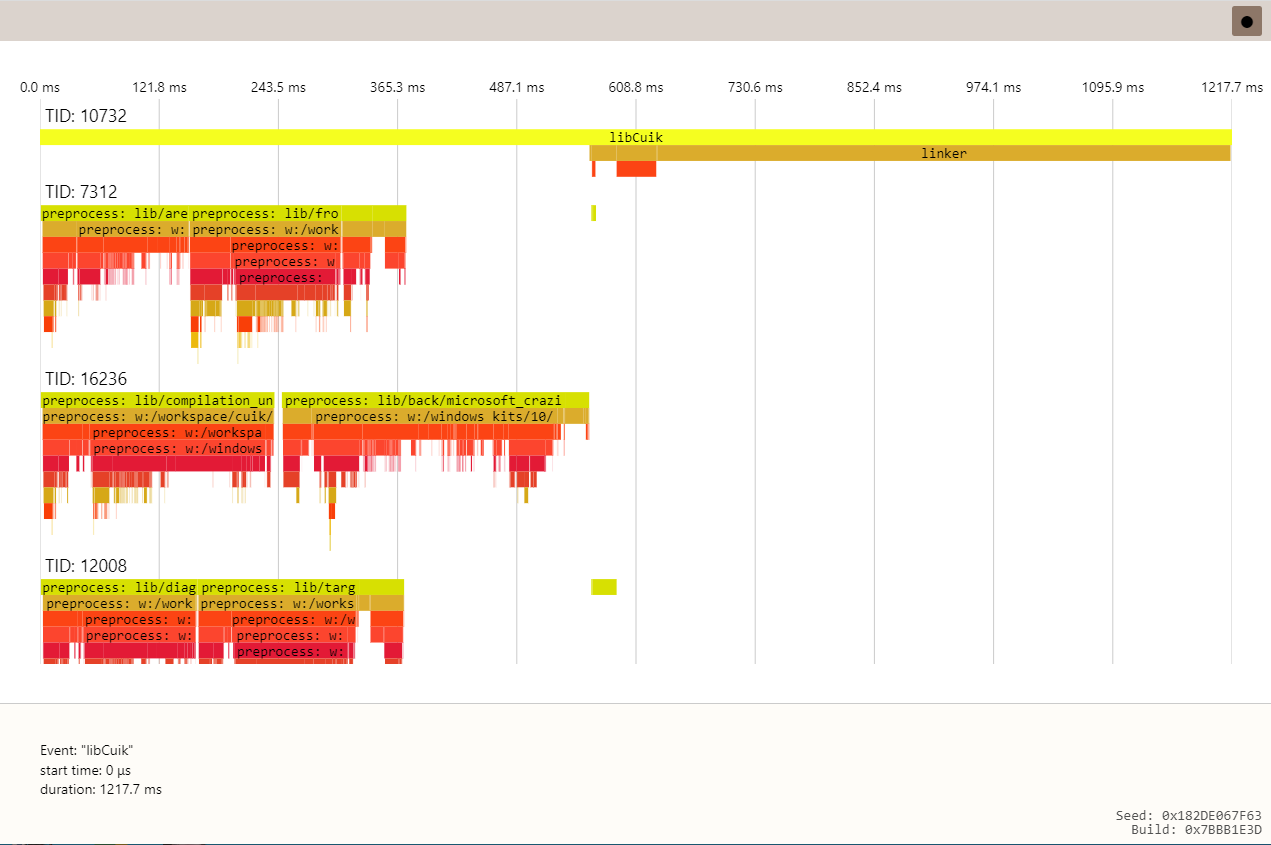 0.0 ms 121.8 ms 243.5 ms 365.3 ms 487.1 ms 608.8 ms 730.6 ms 852.4 ms 974.1 ms 1095.9 ms 1217.7 ms
TID: 10732
libCuik
linker
TID: 7312
preprocess: lib/are preprocess: lib/fro
preprocess: w: preprocess: w:/work
preprocess: w:
preprocess: w
preprocess:
TID: 16236
preprocess: lib/compilation_un preprocess: lib/back/microsoft_crazi
preprocess: w:/workspace/cuik/ preprocess: w:/windows kits/10/
preprocess: w:/workspa
preprocess: w:/windows
TID: 12008
preprocess: lib/diag preprocess: lib/targ
preprocess: w:/work preprocess: w:/works
preprocess: w: preprocess: w:/w
preprocess: w: preprocess: w:
preprocess: w:
Event: "libCuik"
start time: 0 µs
duration: 1217.7 ms
Seed: 0x182DE067F63
Build: 0x7BBB1E3D